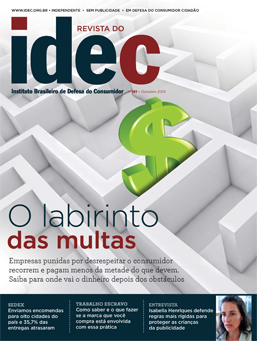 WWW.IDEC.ORG.BR • INDEPENDENTE • SEM PUBLICIDADE • EM DEFESA DO CONSUMIDOR CIDADÃO
REVISTA DO
idec
Instituto Brasileiro de Defesa do Consumidor
O labirinto
das multas
Empresas punidas por desrespeitar o consumidor
recorrem e pagam menos da metade do que devem.
Saiba para onde vai o dinheiro depois dos obstáculos
SEDEX
Enviamos encomendas
para oito cidades do
país e 35,7% das
entregas atrasaram
TRABALHO ESCRAVO
Como saber e o que fazer
se a marca que você
compra está envolvida
com essa prática
ENTREVISTA
Isabella Henriques defende
regras mais rígidas para
proteger as crianças
da publicidade